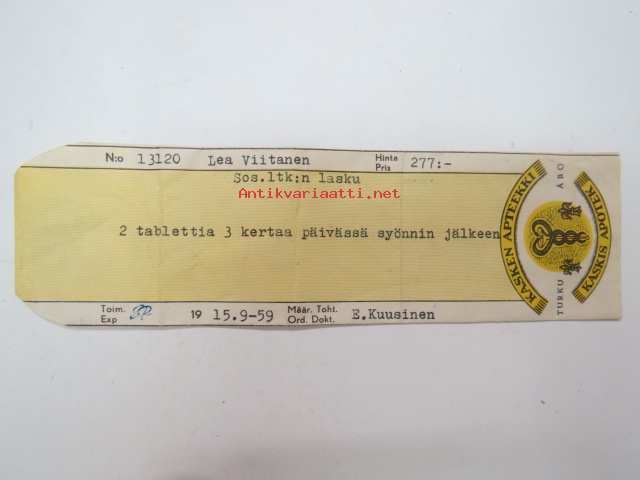 N:o 13120 Lea Viitanen Hinta Pris 277:-
Sos.ltk:n lasku
Antikvariaatti.net
2 tablettia 3 kertaa päivässä syönnin jälkeen
Toim. Exp 19 15.9-59 Määr. Toht. Ord. Dokt. E.Kuusinen
KASKEN APTEEKKI
KASKIS APOTEK
TURKU ÅBO